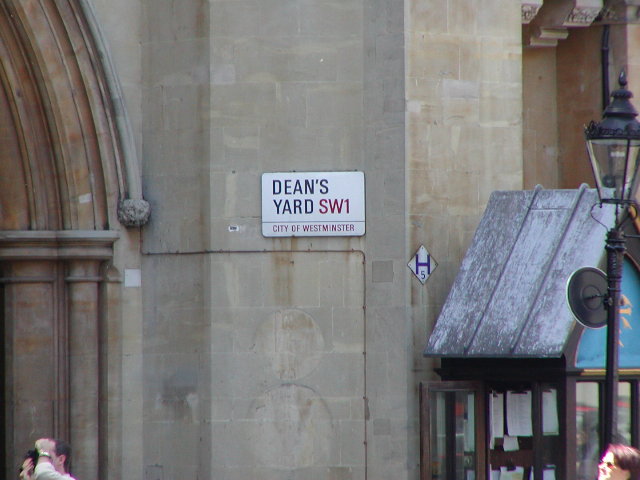 DEAN'S
YARD SW1
CITY OF WESTMINSTER
H
5